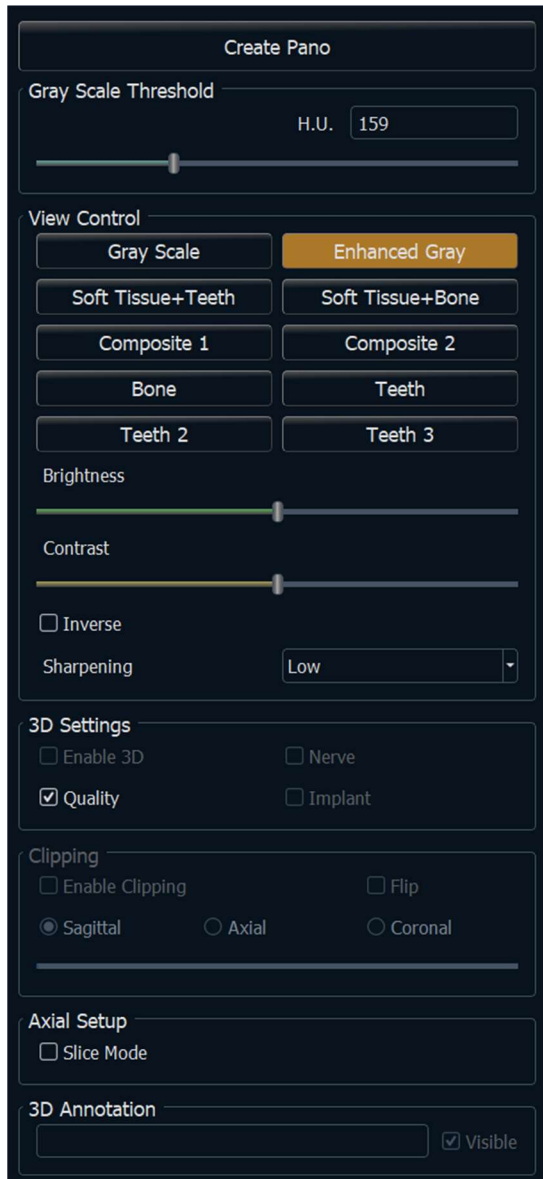 Create Pano
Gray Scale Threshold
H.U. 159
View Control
Gray Scale Enhanced Gray
Soft Tissue+Teeth Soft Tissue+Bone
Composite 1 Composite 2
Bone Teeth
Teeth 2 Teeth 3
Brightness
Contrast
Inverse
Sharpening Low
3D Settings
Enable 3D Nerve
Quality Implant
Clipping
Enable Clipping Flip
Sagittal Axial Coronal
Axial Setup
Slice Mode
3D Annotation
Visible